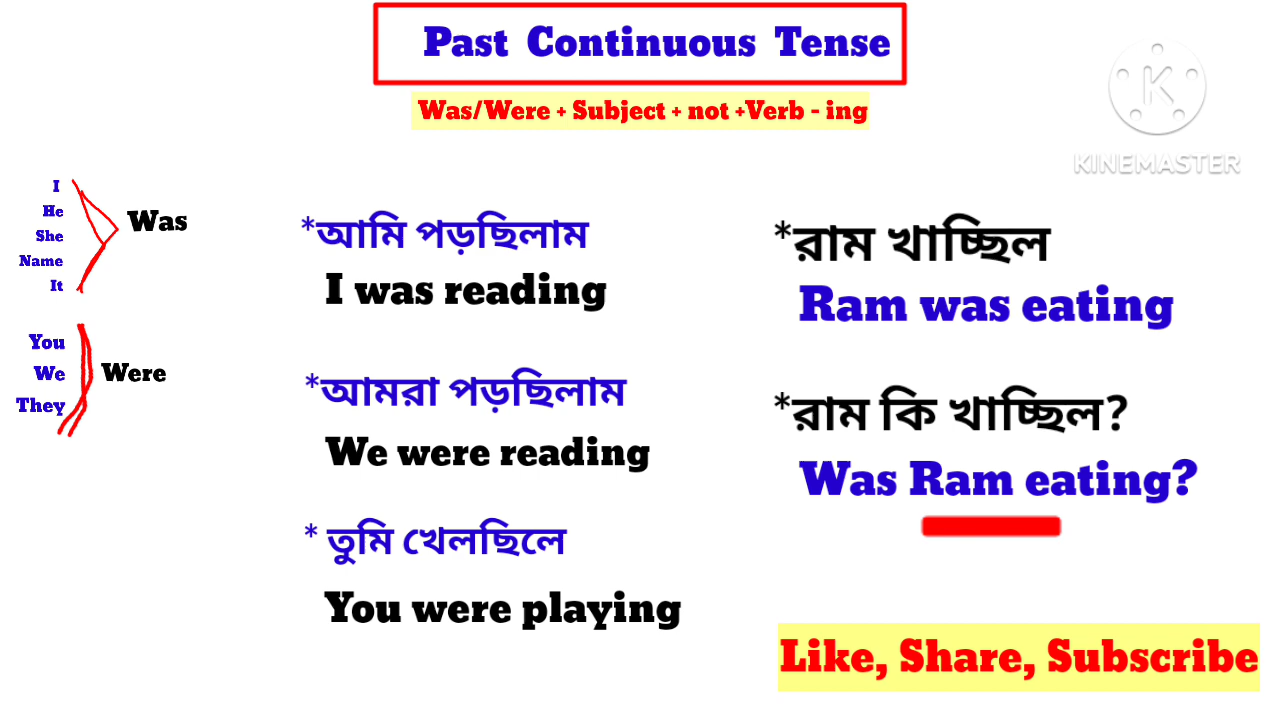 Past Continuous Tense
Was/Were + Subject + not +Verb - ing
KINEMASTER
I
He
She
Name
It
Was
You
We
They
Were
*আমি পড়ছিলাম
I was reading
*আমরা পড়ছিলাম
We were reading
* তুমি খেলছিলে
You were playing
*রাম খাচ্ছিল
Ram was eating
*রাম কি খাচ্ছিল?
Was Ram eating?
Like, Share, Subscribe